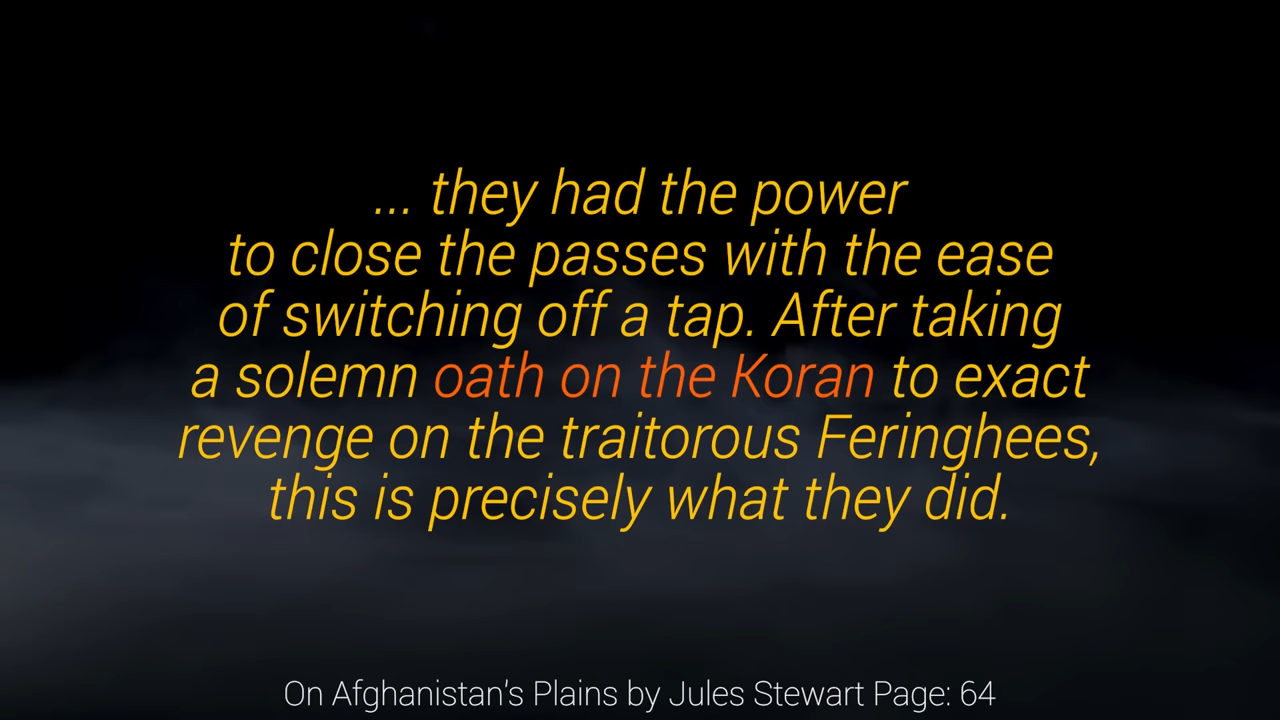 ... they had the power
to close the passes with the ease
of switching off a tap. After taking
a solemn oath on the Koran to exact
revenge on the traitorous Feringhees,
this is precisely what they did.
On Afghanistan's Plains by Jules Stewart Page: 64